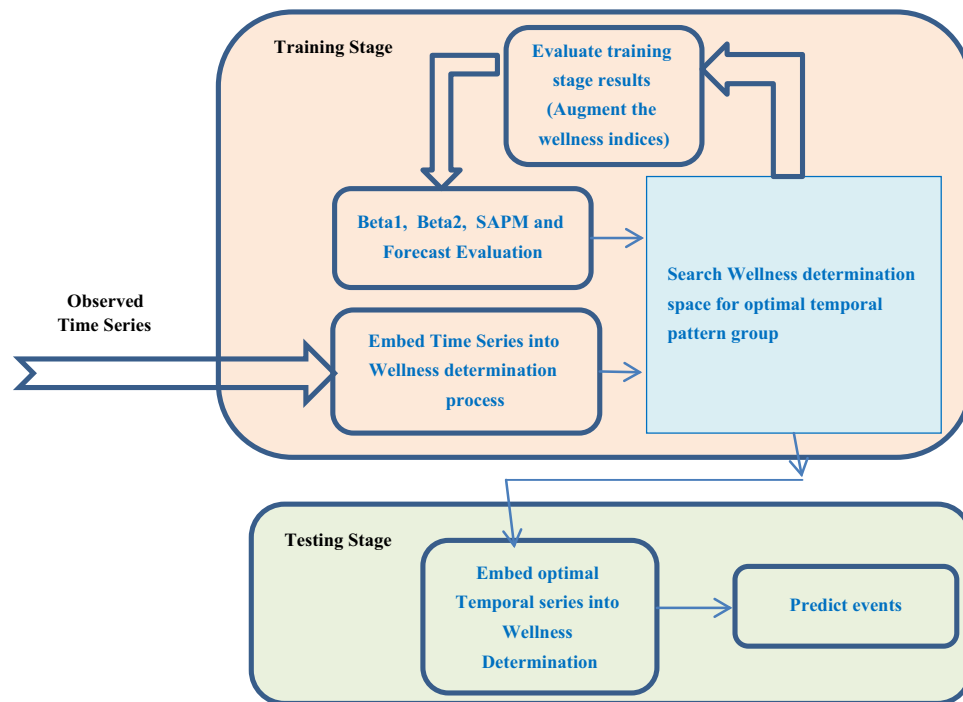 Training Stage
Evaluate training
stage results
(Augment the
wellness indices)
Beta1, Beta2, SAPM and
Forecast Evaluation
Search Wellness determination
space for optimal temporal
pattern group
Observed
Time Series
Embed Time Series into
Wellness determination
process
Testing Stage
Embed optimal
Temporal series into
Wellness
Determination
Predict events